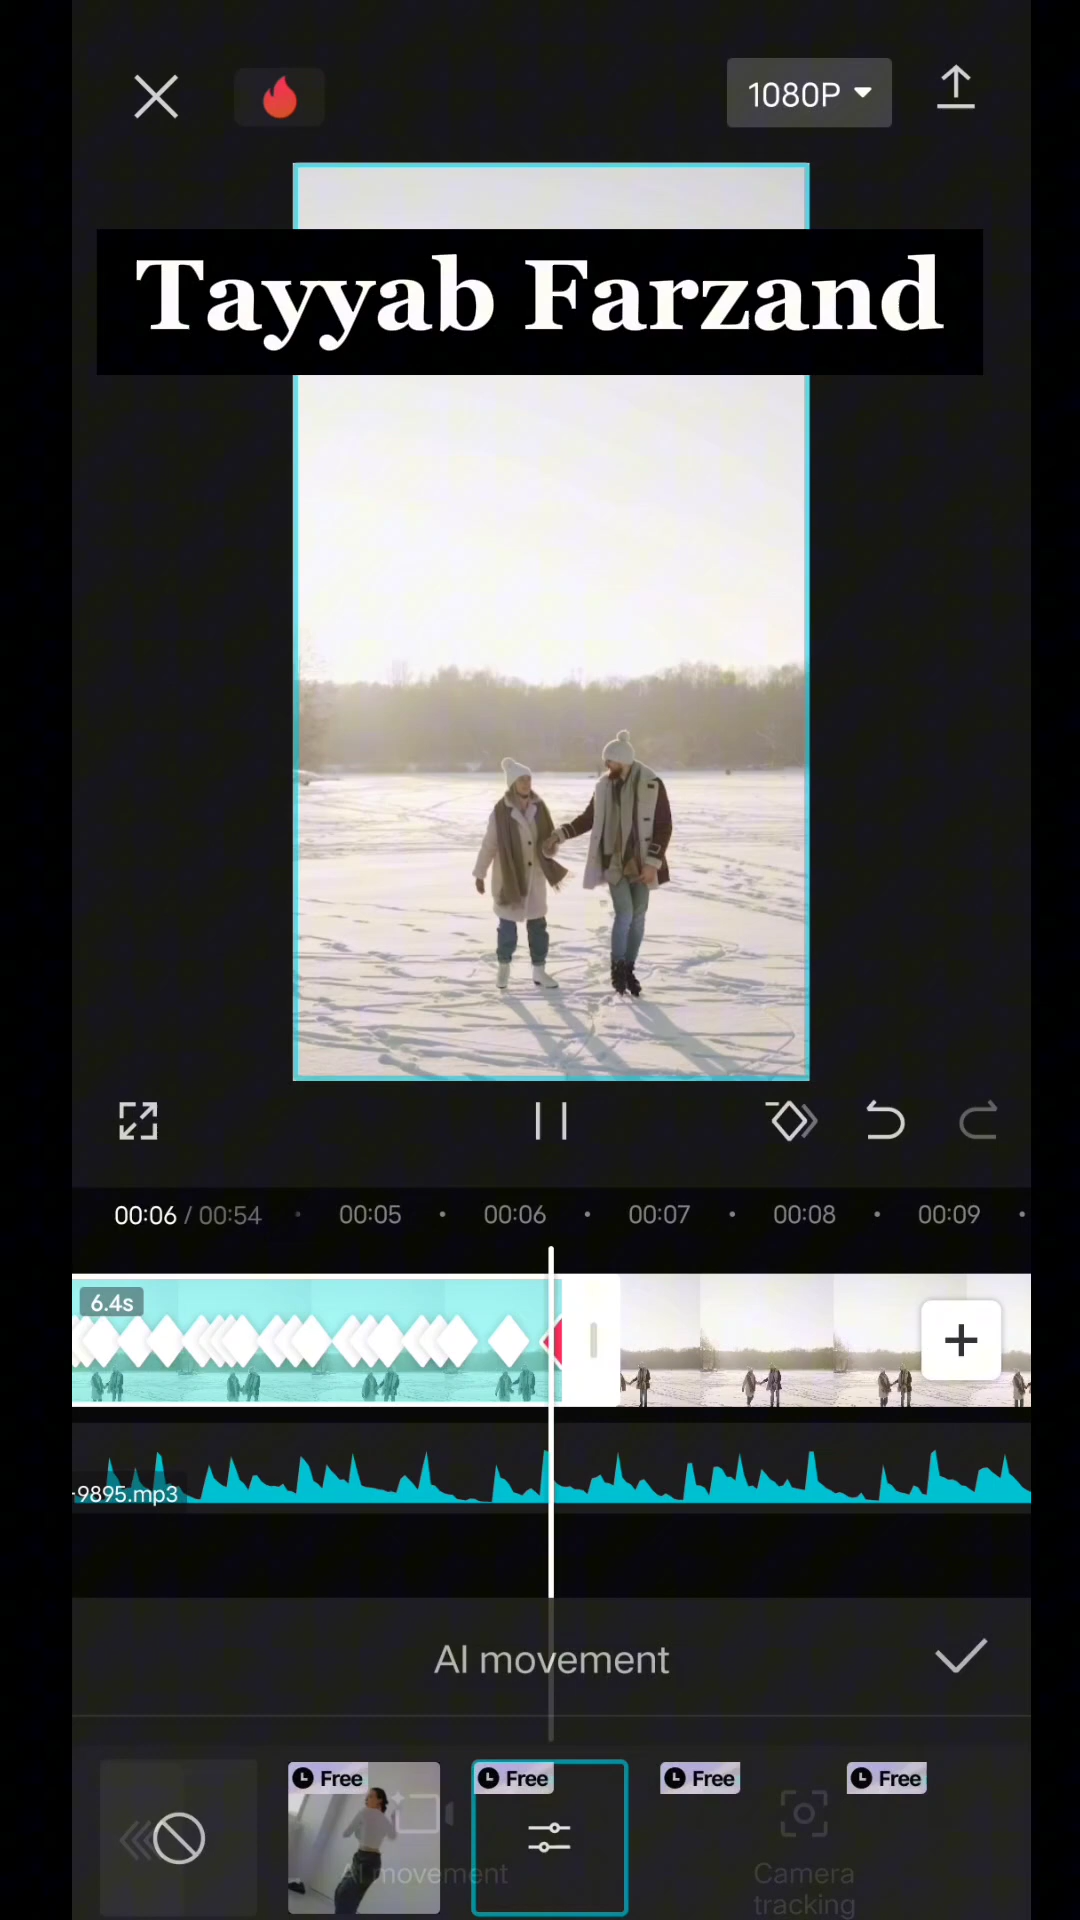 1080P
Tayyab Farzand
00:06 / 00:54 00:05 00:06 00:07 00:08 00:09
6.4s
-9895.mp3
AI movement
Free Free Free Free
AI movement Camera
tracking